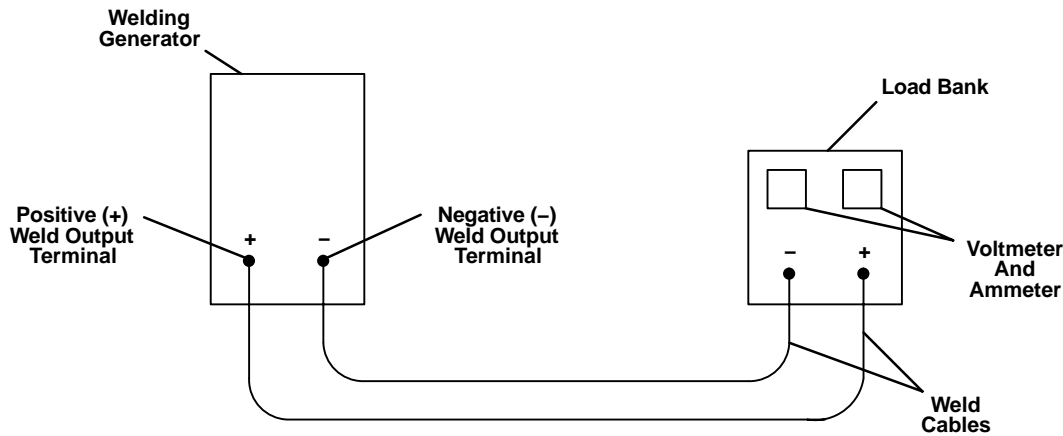 Welding
Generator
Load Bank
Positive (+)
Weld Output
Terminal
Negative (–)
Weld Output
Terminal
+
–
–
+
Voltmeter
And
Ammeter
Weld
Cables